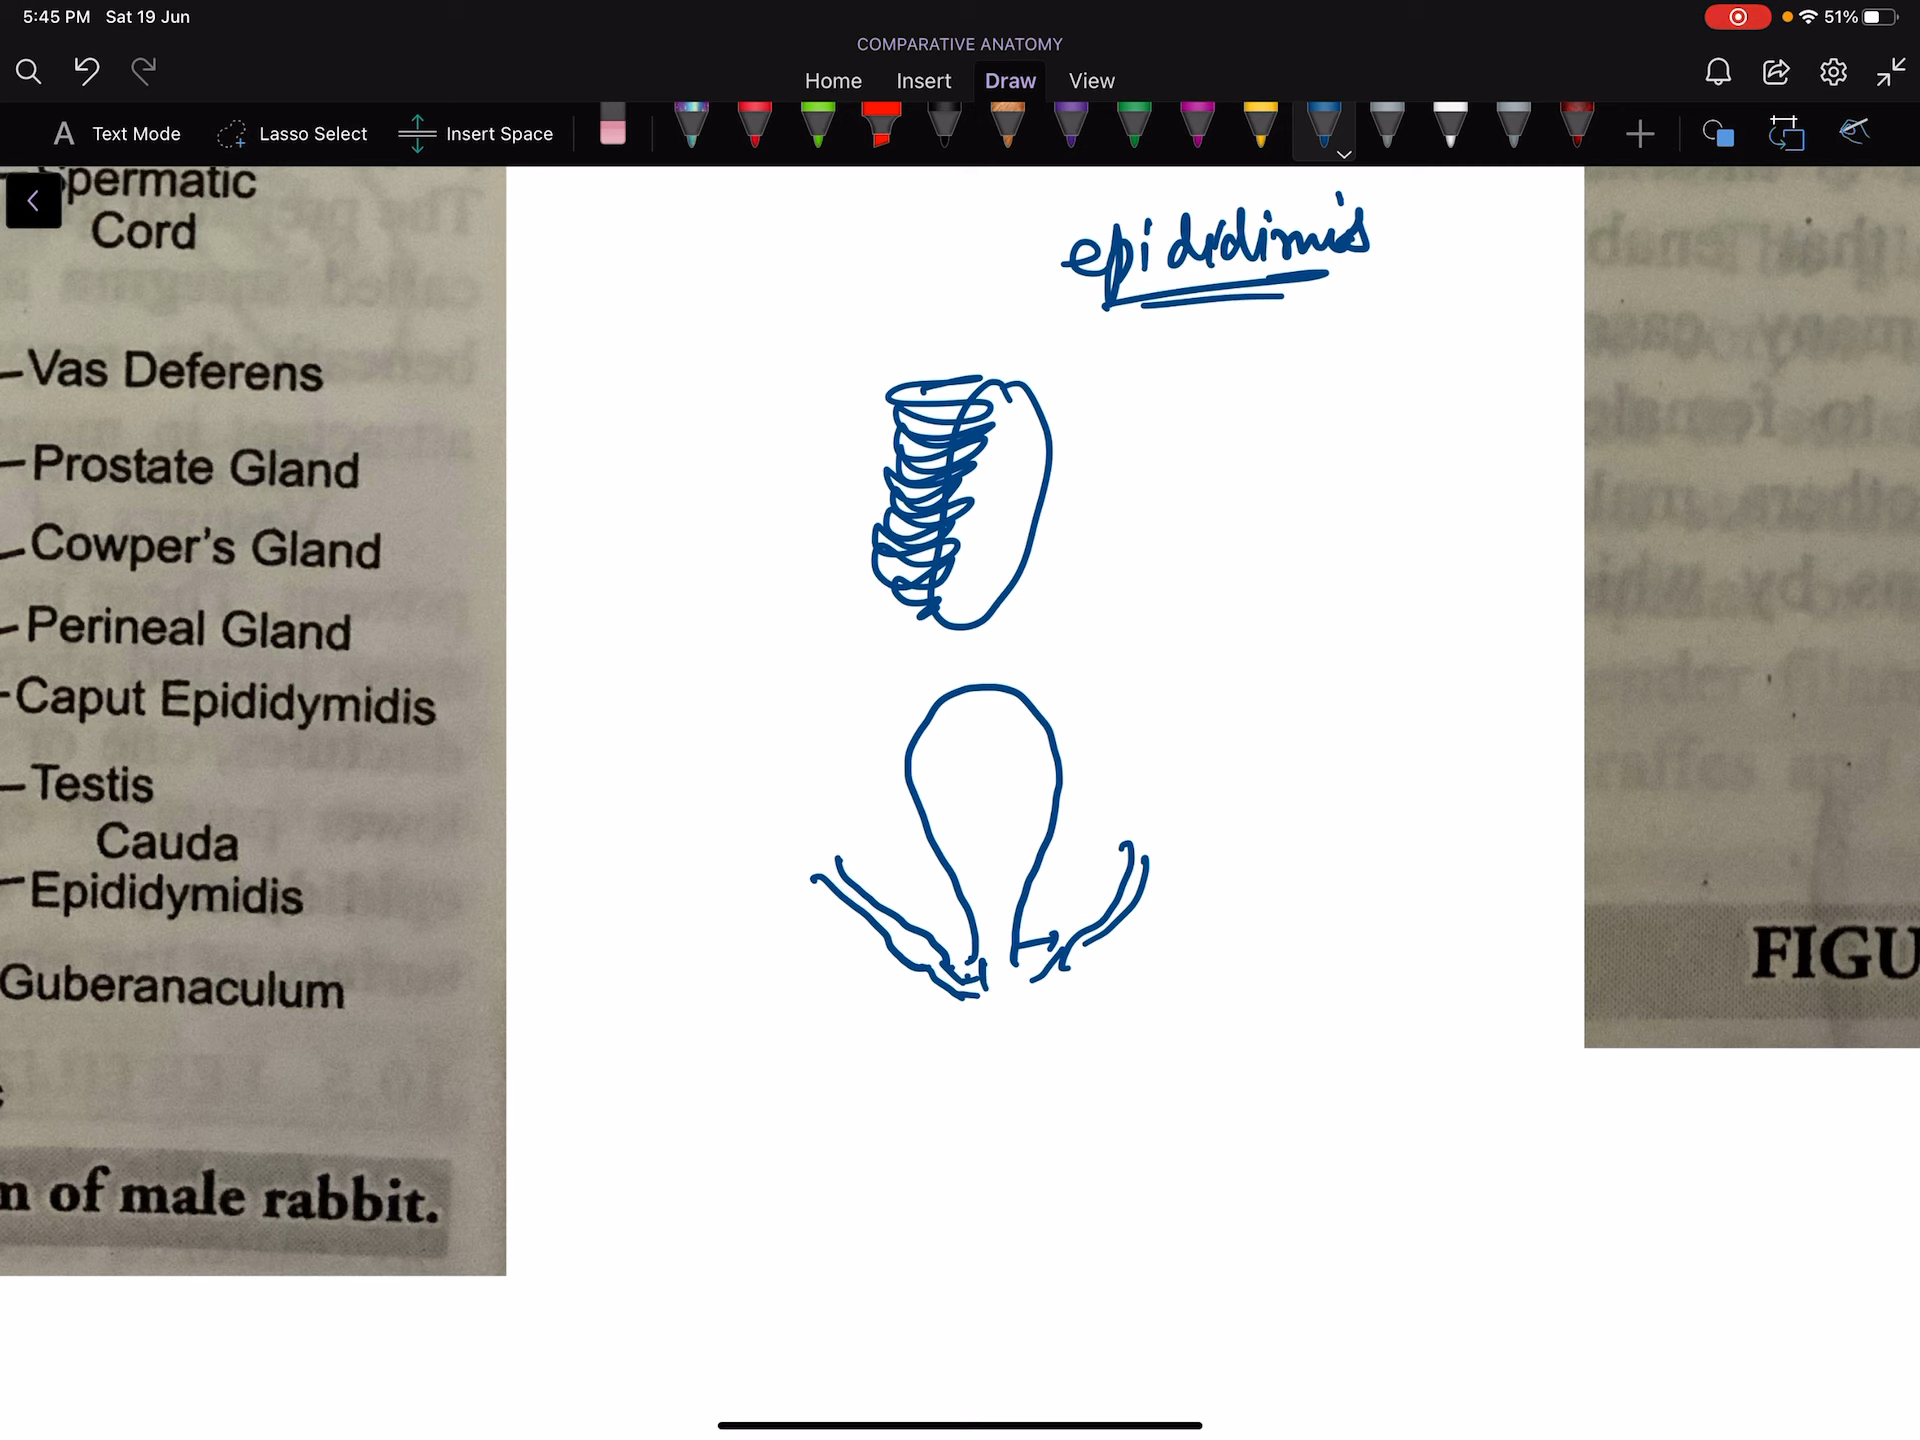 5:45 PM Sat 19 Jun
51%
COMPARATIVE ANATOMY
Home Insert Draw View
Text Mode Lasso Select Insert Space
Spermatic
Cord
Vas Deferens
Prostate Gland
Cowper's Gland
Perineal Gland
Caput Epididymidis
Testis
Cauda
Epididymidis
Guberanaculum
of male rabbit.
epididimis
FIGU